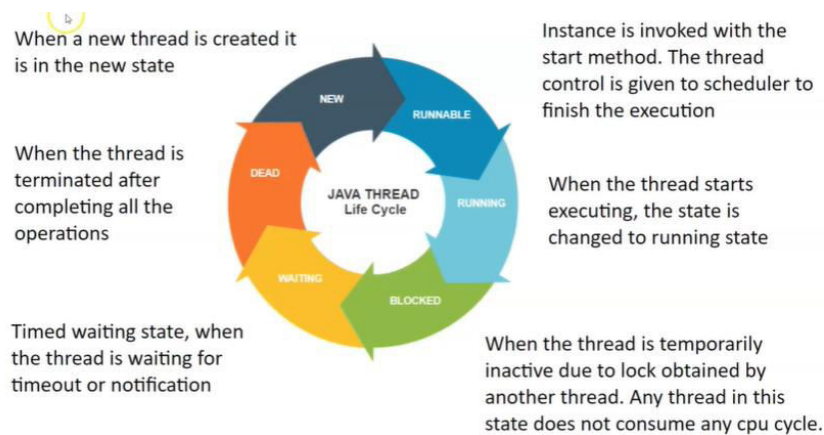 When a new thread is created it
is in the new state
Instance is invoked with the
start method. The thread
control is given to scheduler to
finish the execution
NEW
RUNNABLE
When the thread is
terminated after
completing all the
operations
DEAD
JAVA THREAD
Life Cycle
RUNNING
When the thread starts
executing, the state is
changed to running state
WAITING
BLOCKED
Timed waiting state, when
the thread is waiting for
timeout or notification
When the thread is temporarily
inactive due to lock obtained by
another thread. Any thread in this
state does not consume any cpu cycle.